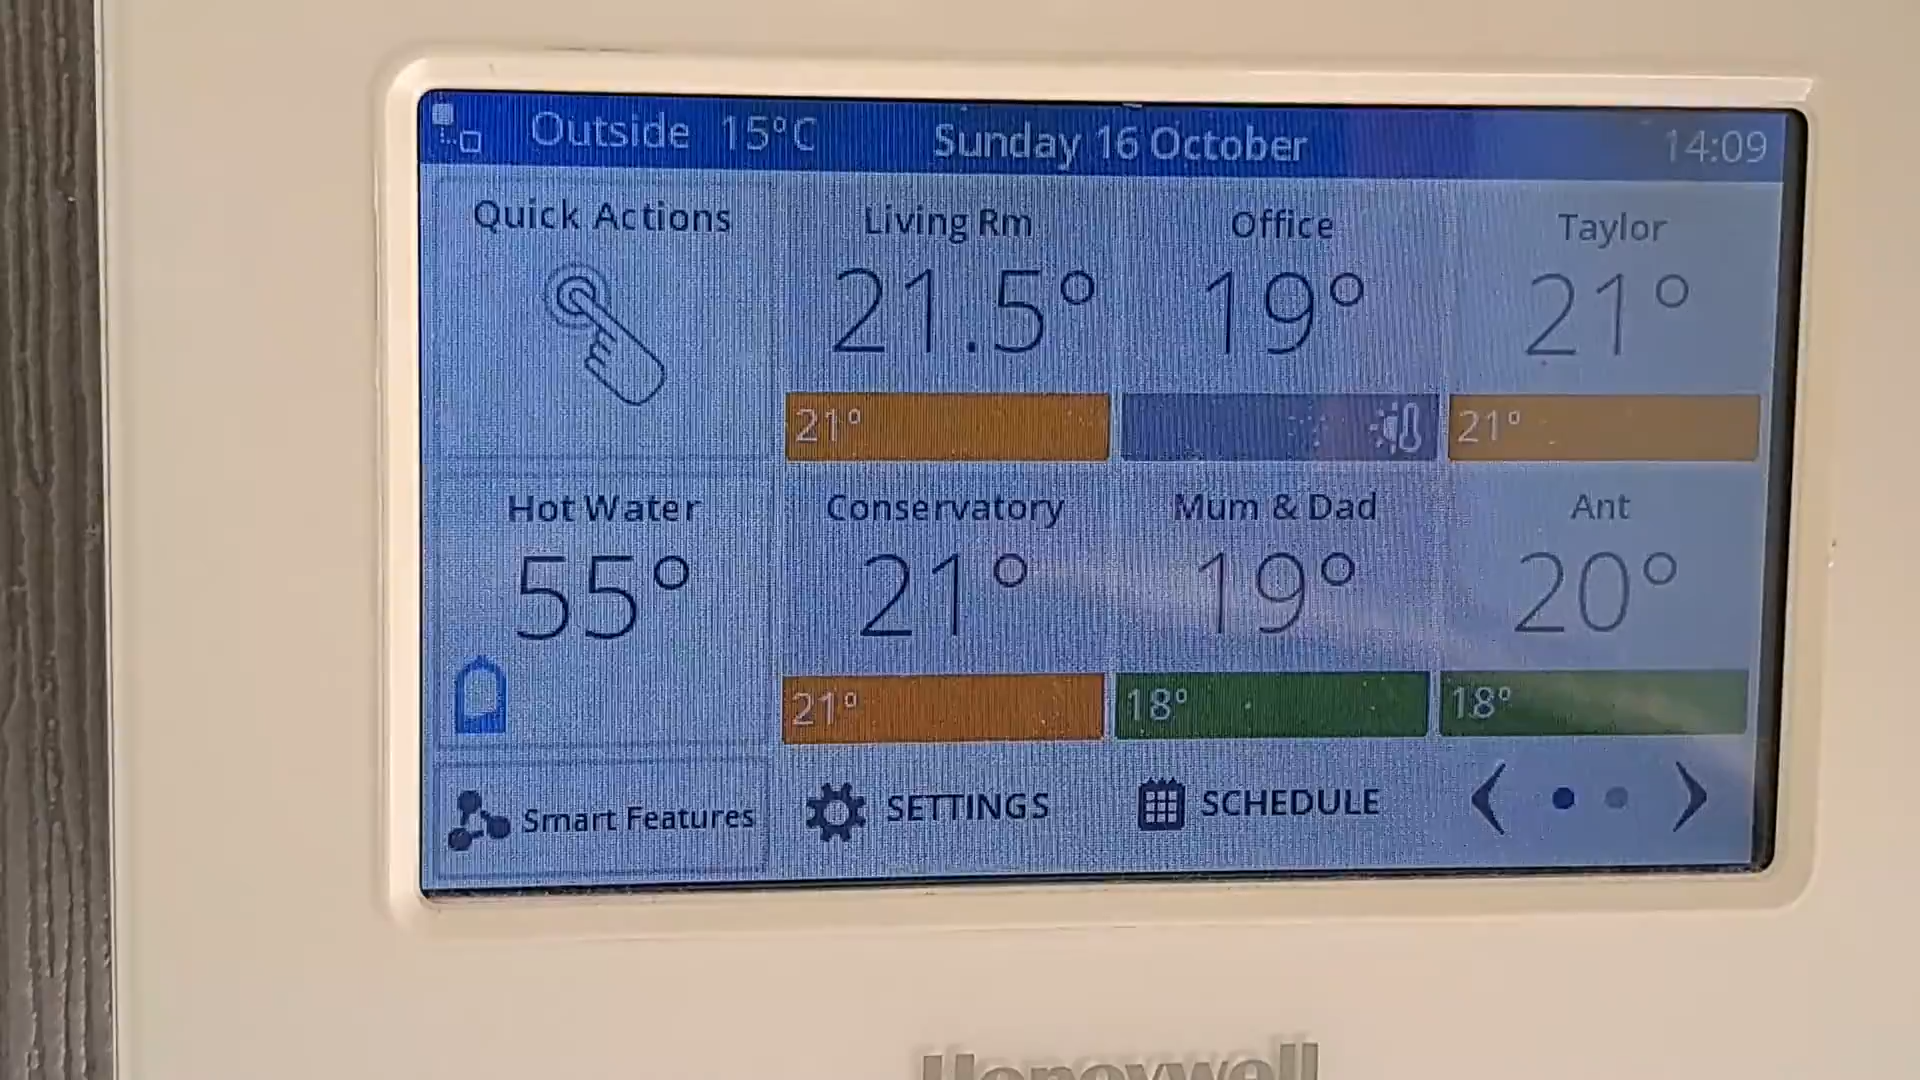 Outside 15°C Sunday 16 October 14:09
Quick Actions Living Rm Office Taylor
21.5° 19° 21°
21° 21°
Hot Water Conservatory Mum & Dad Ant
55° 21° 19° 20°
21° 18° 18°
Smart Features SETTINGS SCHEDULE
Honeywell